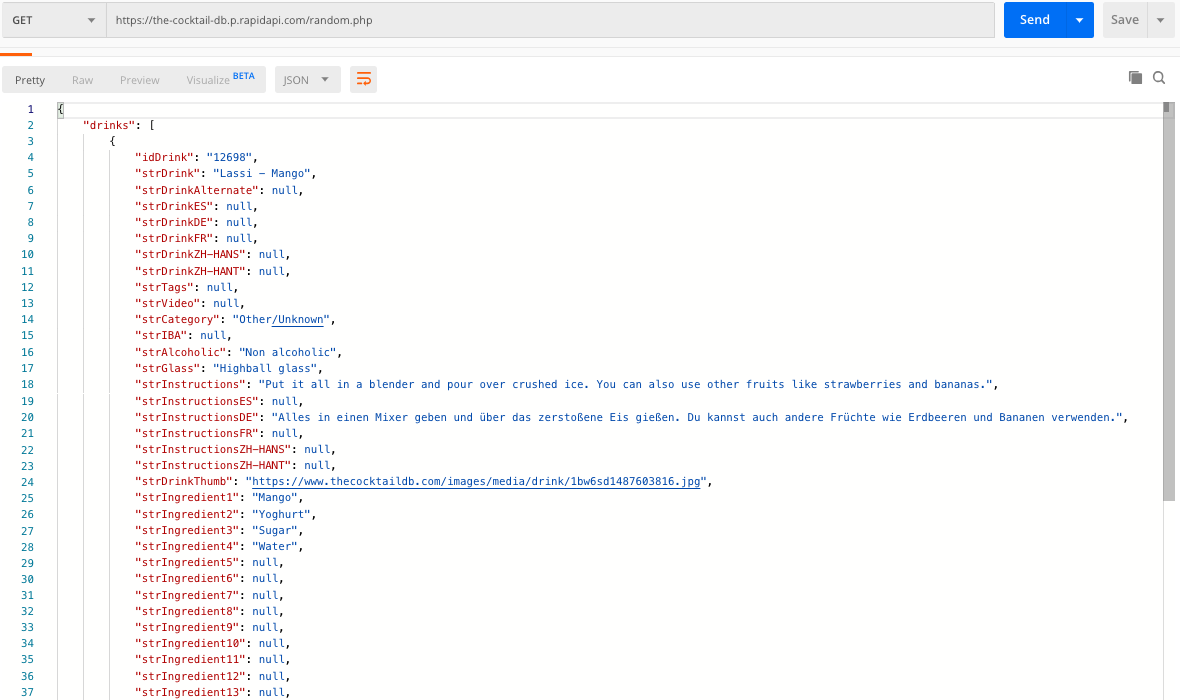 GET https://the-cocktail-db.p.rapidapi.com/random.php Send Save
Pretty Raw Preview Visualize BETA JSON
1 {
2 "drinks": [
3 {
4 "idDrink": "12698",
5 "strDrink": "Lassi – Mango",
6 "strDrinkAlternate": null,
7 "strDrinkES": null,
8 "strDrinkDE": null,
9 "strDrinkFR": null,
10 "strDrinkZH-HANS": null,
11 "strDrinkZH-HANT": null,
12 "strTags": null,
13 "strVideo": null,
14 "strCategory": "Other/Unknown",
15 "strIBA": null,
16 "strAlcoholic": "Non alcoholic",
17 "strGlass": "Highball glass",
18 "strInstructions": "Put it all in a blender and pour over crushed ice. You can also use other fruits like strawberries and bananas.",
19 "strInstructionsES": null,
20 "strInstructionsDE": "Alles in einen Mixer geben und über das zerstoßene Eis gießen. Du kannst auch andere Früchte wie Erdbeeren und Bananen verwenden.",
21 "strInstructionsFR": null,
22 "strInstructionsZH-HANS": null,
23 "strInstructionsZH-HANT": null,
24 "strDrinkThumb": "https://www.thecocktaildb.com/images/media/drink/1bw6sd1487603816.jpg",
25 "strIngredient1": "Mango",
26 "strIngredient2": "Yoghurt",
27 "strIngredient3": "Sugar",
28 "strIngredient4": "Water",
29 "strIngredient5": null,
30 "strIngredient6": null,
31 "strIngredient7": null,
32 "strIngredient8": null,
33 "strIngredient9": null,
34 "strIngredient10": null,
35 "strIngredient11": null,
36 "strIngredient12": null,
37 "strIngredient13": null,